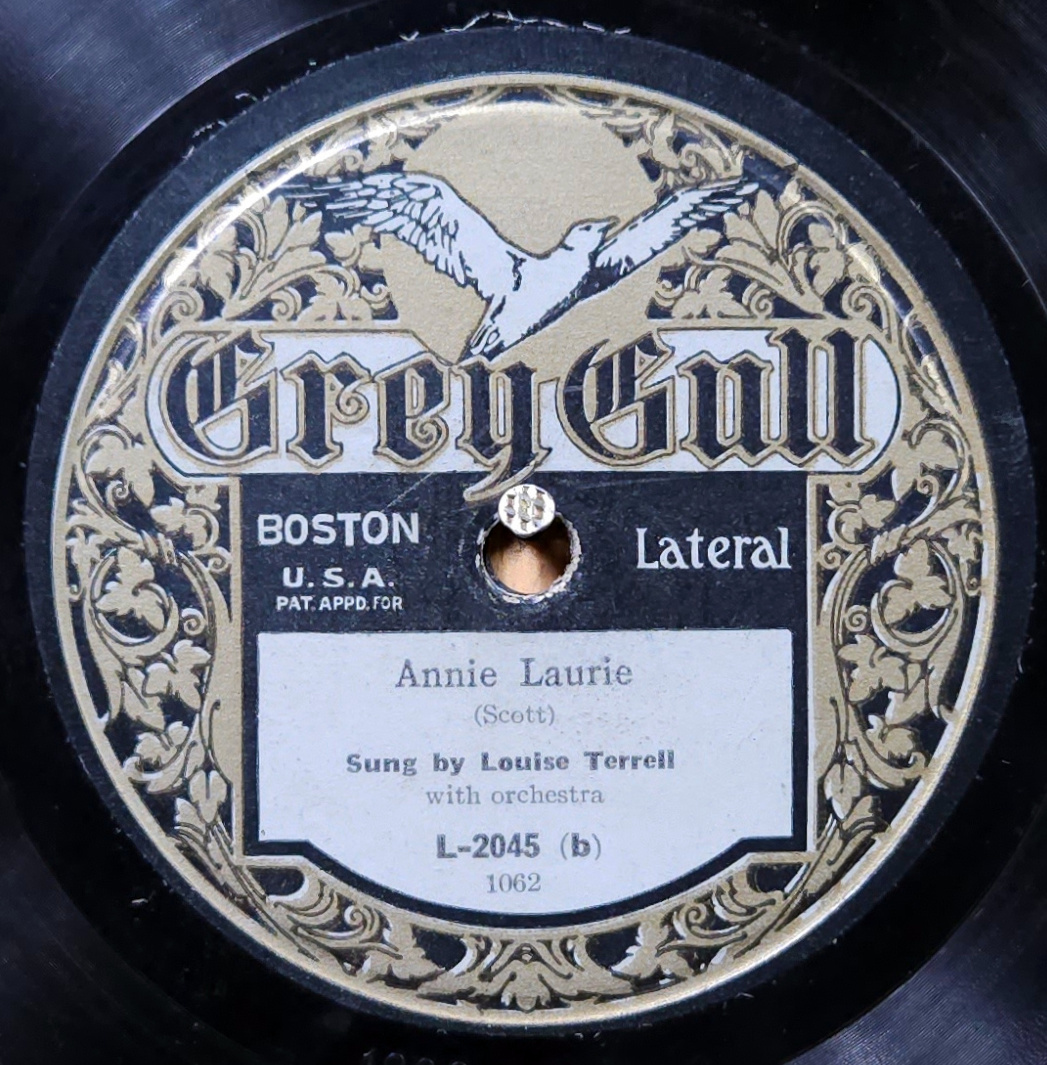 Grey Gull
BOSTON
U. S. A.
PAT. APPD. FOR
Lateral
Annie Laurie
(Scott)
Sung by Louise Terrell
with orchestra
L-2045 (b)
1062